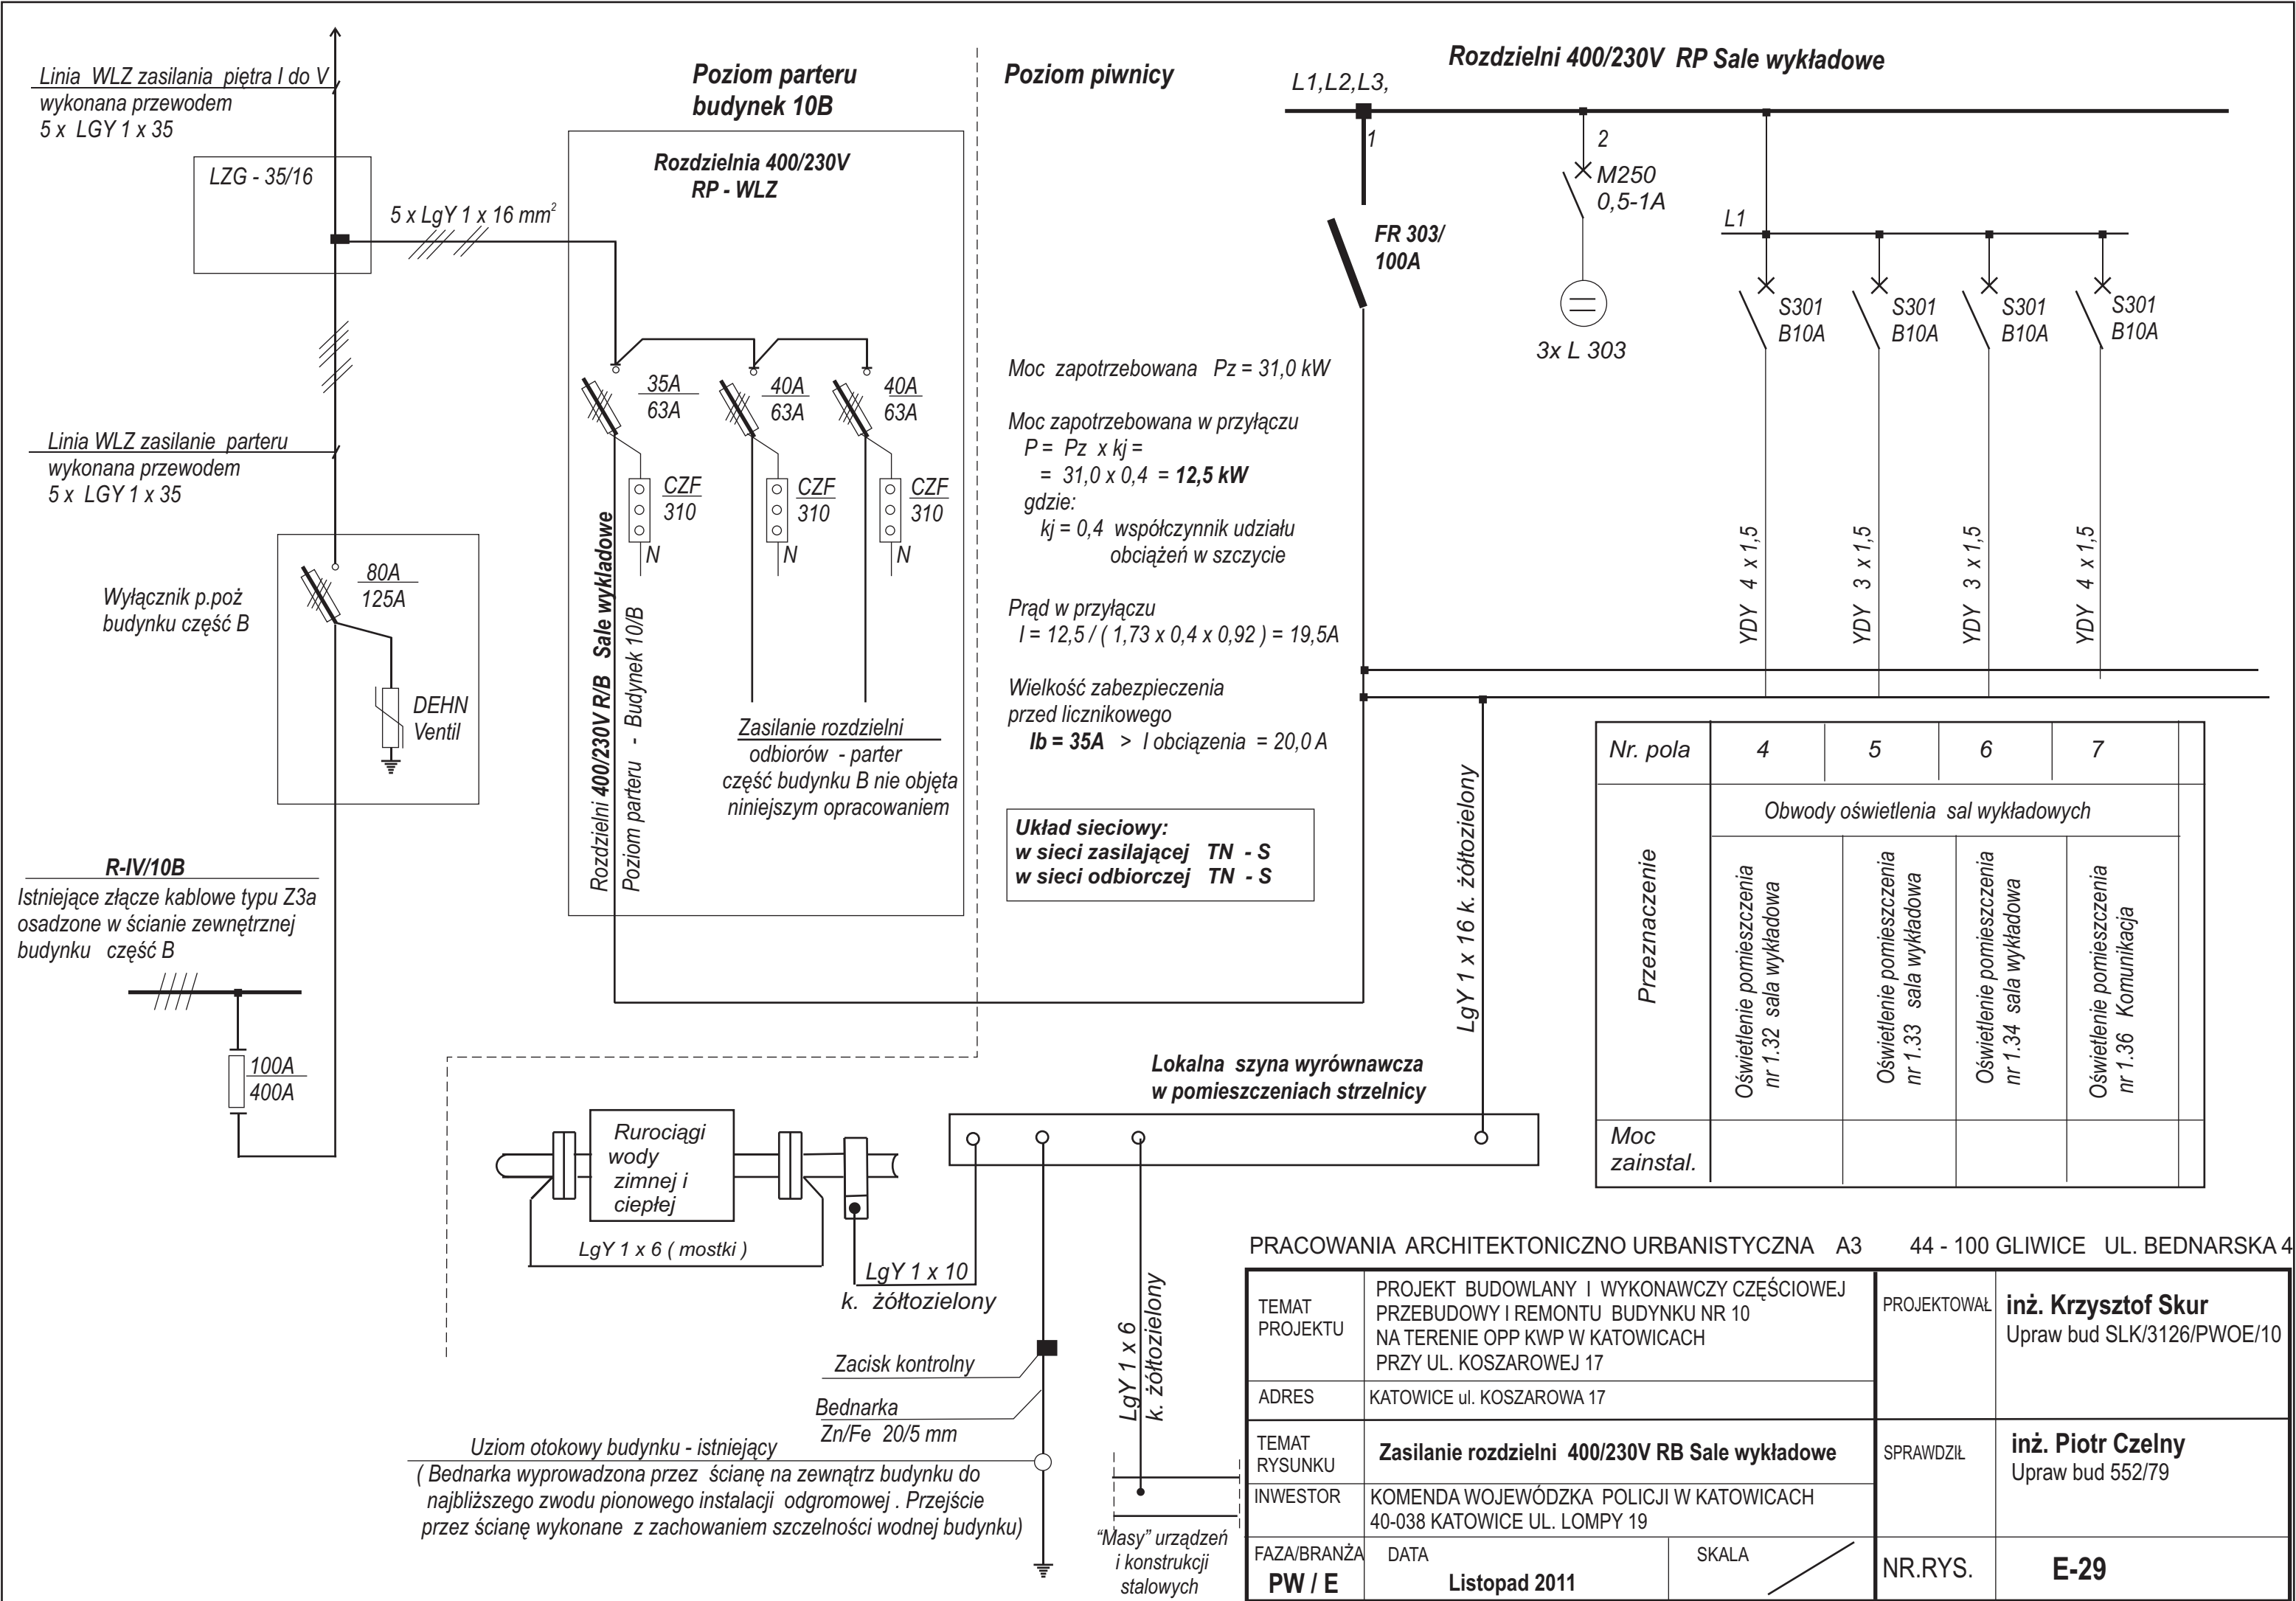 Linia WLZ zasilania piętra I do V
wykonana przewodem
5 x LGY 1 x 35
LZG - 35/16
5 x LgY 1 x 16 mm²
Linia WLZ zasilanie parteru
wykonana przewodem
5 x LGY 1 x 35
Wyłącznik p.poż
budynku część B
80A
125A
DEHN
Ventil
R-IV/10B
Istniejące złącze kablowe typu Z3a
osadzone w ścianie zewnętrznej
budynku część B
100A
400A
Poziom parteru
budynek 10B
Rozdzielnia 400/230V
RP - WLZ
35A
63A
40A
63A
40A
63A
CZF
310
N
CZF
310
N
CZF
310
N
Rozdzielni 400/230V R/B Sale wykladowe
Poziom parteru - Budynek 10/B
Zasilanie rozdzielni
odbiorów - parter
część budynku B nie objęta
niniejszym opracowaniem
Poziom piwnicy
Rozdzielni 400/230V RP Sale wykładowe
L1,L2,L3,
1
FR 303/
100A
2
M250
0,5-1A
3x L 303
L1
S301
B10A
S301
B10A
S301
B10A
S301
B10A
YDY 4 x 1,5
YDY 3 x 1,5
YDY 3 x 1,5
YDY 4 x 1,5
Moc zapotrzebowana Pz = 31,0 kW
Moc zapotrzebowana w przyłączu
P = Pz x kj =
= 31,0 x 0,4 = 12,5 kW
gdzie:
kj = 0,4 współczynnik udziału
obciążeń w szczycie
Prąd w przyłączu
I = 12,5 / ( 1,73 x 0,4 x 0,92 ) = 19,5A
Wielkość zabezpieczenia
przed licznikowego
Ib = 35A > I obciązenia = 20,0 A
Układ sieciowy:
w sieci zasilającej TN - S
w sieci odbiorczej TN - S
LgY 1 x 16 k. żółtozielony
Nr. pola 4 5 6 7
Przeznaczenie
Obwody oświetlenia sal wykładowych
Oświetlenie pomieszczenia
nr 1.32 sala wykładowa
Oświetlenie pomieszczenia
nr 1.33 sala wykładowa
Oświetlenie pomieszczenia
nr 1.34 sala wykładowa
Oświetlenie pomieszczenia
nr 1.36 Komunikacja
Moc
zainstal.
Lokalna szyna wyrównawcza
w pomieszczeniach strzelnicy
Rurociągi
wody
zimnej i
ciepłej
LgY 1 x 6 ( mostki )
LgY 1 x 10
k. żółtozielony
LgY 1 x 6
k. żółtozielony
Zacisk kontrolny
Bednarka
Zn/Fe 20/5 mm
Uziom otokowy budynku - istniejący
( Bednarka wyprowadzona przez ścianę na zewnątrz budynku do
najbliższego zwodu pionowego instalacji odgromowej . Przejście
przez ścianę wykonane z zachowaniem szczelności wodnej budynku)
“Masy” urządzeń
i konstrukcji
stalowych
PRACOWANIA ARCHITEKTONICZNO URBANISTYCZNA A3 44 - 100 GLIWICE UL. BEDNARSKA 4
TEMAT
PROJEKTU
PROJEKT BUDOWLANY I WYKONAWCZY CZĘŚCIOWEJ
PRZEBUDOWY I REMONTU BUDYNKU NR 10
NA TERENIE OPP KWP W KATOWICACH
PRZY UL. KOSZAROWEJ 17
PROJEKTOWAŁ
inż. Krzysztof Skur
Upraw bud SLK/3126/PWOE/10
ADRES
KATOWICE ul. KOSZAROWA 17
TEMAT
RYSUNKU
Zasilanie rozdzielni 400/230V RB Sale wykładowe
SPRAWDZIŁ
inż. Piotr Czelny
Upraw bud 552/79
INWESTOR
KOMENDA WOJEWÓDZKA POLICJI W KATOWICACH
40-038 KATOWICE UL. LOMPY 19
FAZA/BRANŻA
PW / E
DATA
Listopad 2011
SKALA
NR.RYS.
E-29